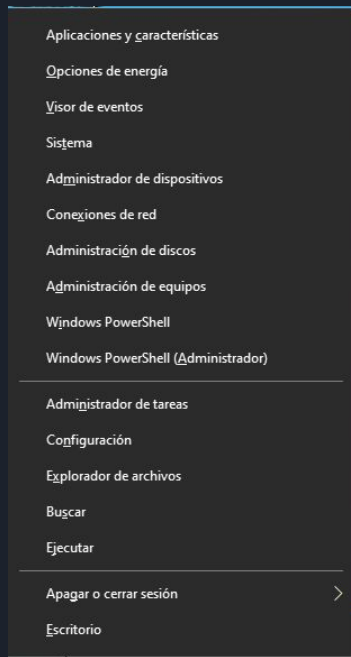 Aplicaciones y características
Opciones de energía
Visor de eventos
Sistema
Administrador de dispositivos
Conexiones de red
Administración de discos
Administración de equipos
Windows PowerShell
Windows PowerShell (Administrador)
Administrador de tareas
Configuración
Explorador de archivos
Buscar
Ejecutar
Apagar o cerrar sesión
Escritorio